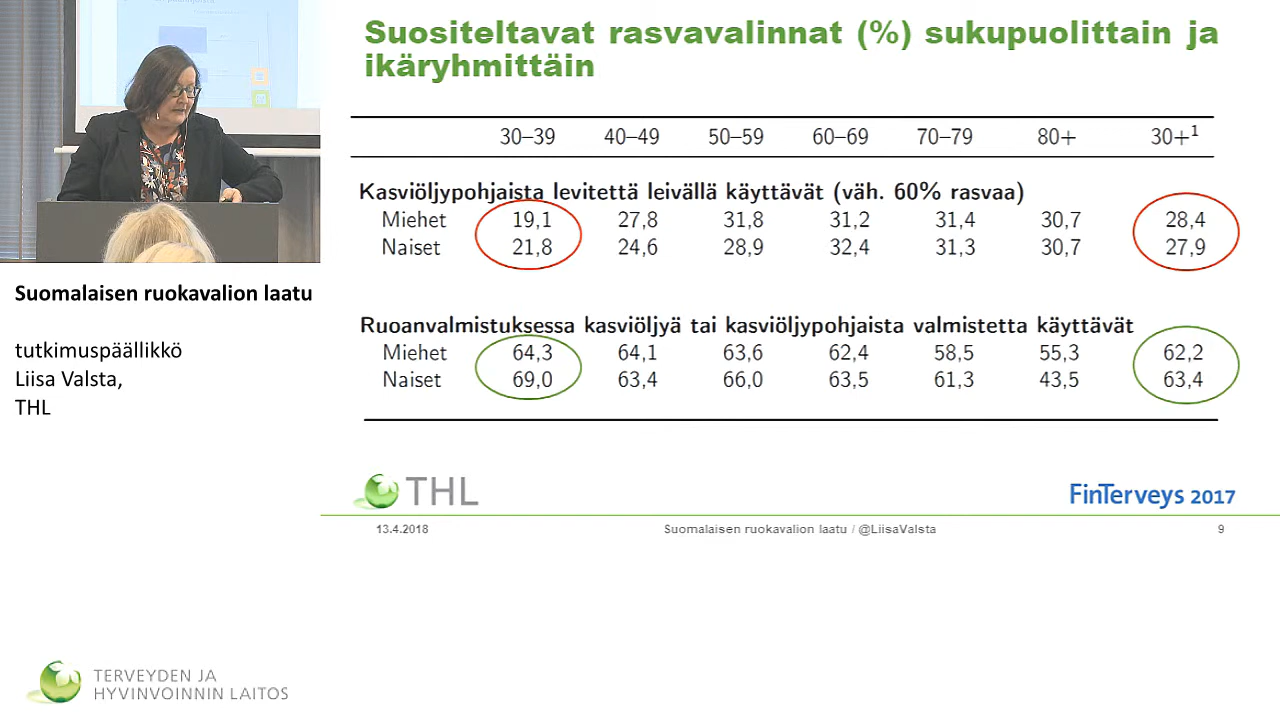 Suositeltavat rasvavalinnat (%) sukupuolittain ja
ikäryhmittäin
30–39 40–49 50–59 60–69 70–79 80+ 30+¹
Kasviöljypohjaista levitettä leivällä käyttävät (väh. 60% rasvaa)
Miehet 19,1 27,8 31,8 31,2 31,4 30,7 28,4
Naiset 21,8 24,6 28,9 32,4 31,3 30,7 27,9
Ruoanvalmistuksessa kasviöljyä tai kasviöljypohjaista valmistetta käyttävät
Miehet 64,3 64,1 63,6 62,4 58,5 55,3 62,2
Naiset 69,0 63,4 66,0 63,5 61,3 43,5 63,4
THL
FinTerveys 2017
13.4.2018 Suomalaisen ruokavalion laatu / @LiisaValsta 9
Suomalaisen ruokavalion laatu
tutkimuspäällikkö
Liisa Valsta,
THL
TERVEYDEN JA
HYVINVOINNIN LAITOS